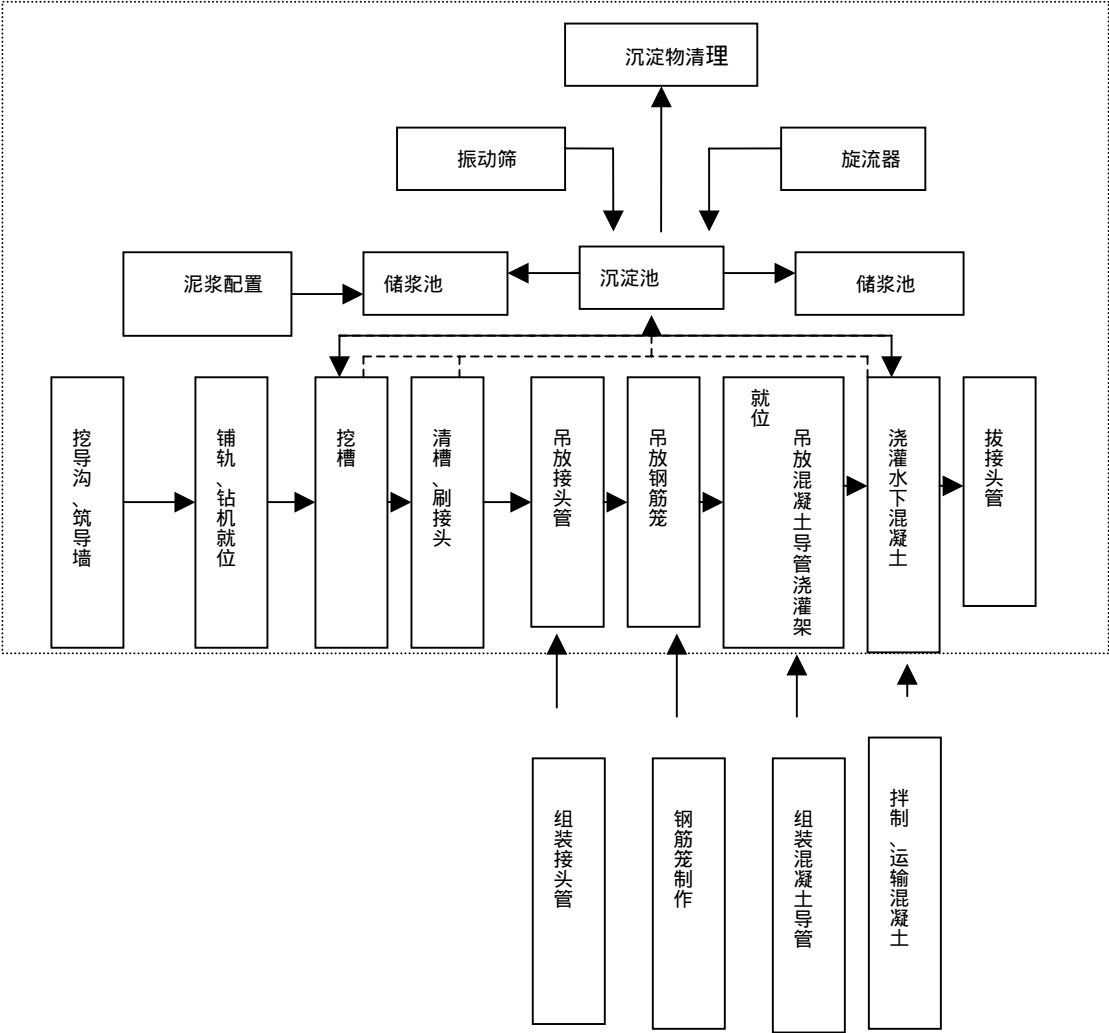 沉淀物清理
振动筛
旋流器
泥浆配置
储浆池
沉淀池
储浆池
挖导沟、筑导墙
铺轨、钻机就位
挖槽
清槽、刷接头
吊放接头管
吊放钢筋笼
吊放混凝土导管浇灌架
就位
浇灌水下混凝土
拔接头管
组装接头管
钢筋笼制作
组装混凝土导管
拌制、运输混凝土